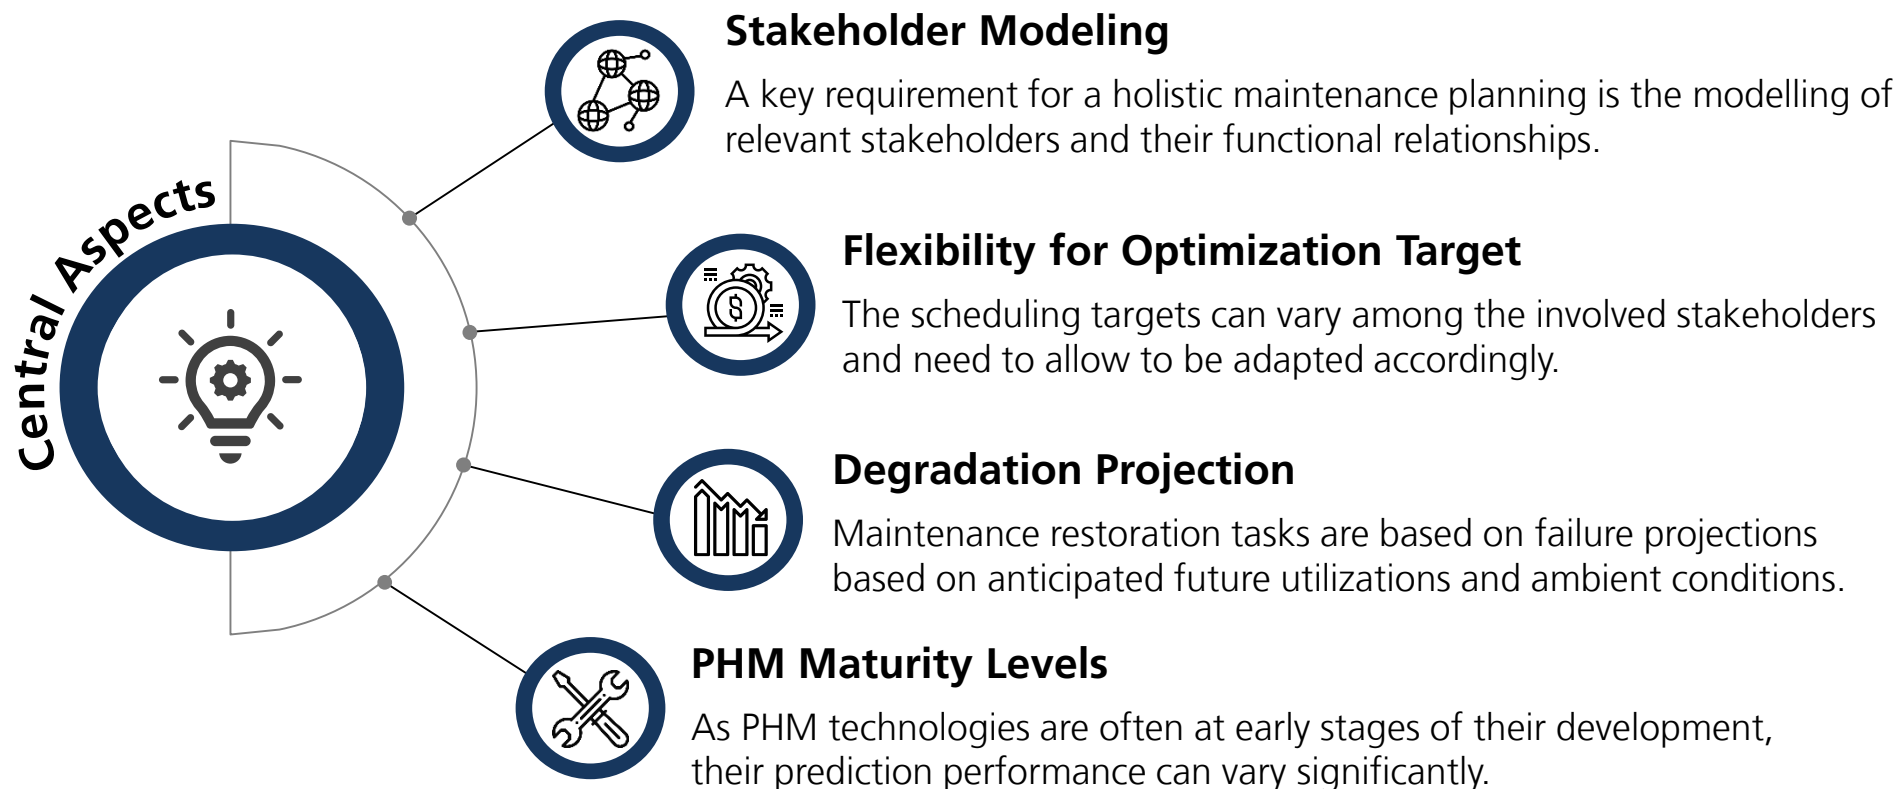 Central Aspects
Stakeholder Modeling
A key requirement for a holistic maintenance planning is the modelling of
relevant stakeholders and their functional relationships.
Flexibility for Optimization Target
The scheduling targets can vary among the involved stakeholders
and need to allow to be adapted accordingly.
Degradation Projection
Maintenance restoration tasks are based on failure projections
based on anticipated future utilizations and ambient conditions.
PHM Maturity Levels
As PHM technologies are often at early stages of their development,
their prediction performance can vary significantly.